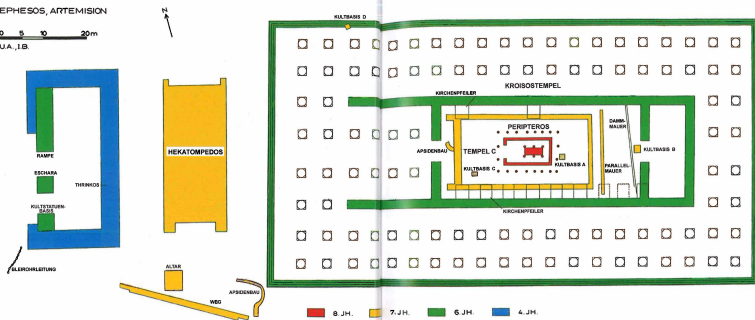 EPHESOS, ARTEMISION
0 5 10 20m
U.A., I.B.
N
KULTBASIS D
KROISOSTEMPEL
KIRCHENPFEILER
PERIPTEROS
DAMM-
MAUER
APSIDENBAU
TEMPEL C
KULTBASIS B
KULTBASIS A
KULTBASIS C
PARALLEL-
MAUER
KIRCHENPFEILER
HEKATOMPEDOS
RAMPE
ESCHARA
THRINKOS
KULTSTATUEN-
BASIS
BLEIROHRLEITUNG
ALTAR
APSIDENBAU
WEG
8. JH.
7. JH.
6. JH.
4. JH.